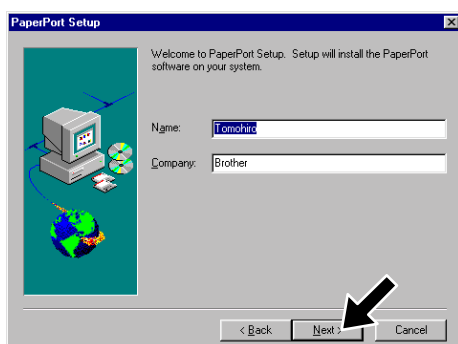 PaperPort Setup
Welcome to PaperPort Setup. Setup will install the PaperPort
software on your system.
Name: Tomohiro
Company: Brother
< Back Next > Cancel